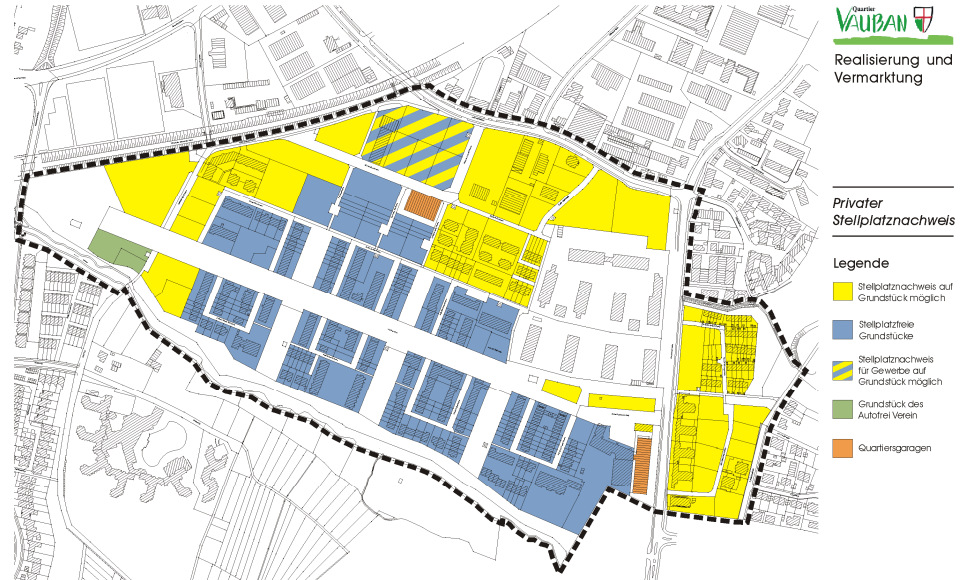 Quartier
VAUBAN
Realisierung und
Vermarktung
Privater
Stellplatznachweis
Legende
Stellplatznachweis auf
Grundstück möglich
Stellplatzfreie
Grundstücke
Stellplatznachweis
für Gewerbe auf
Grundstück möglich
Grundstück des
Autofrei Verein
Quartiersgaragen